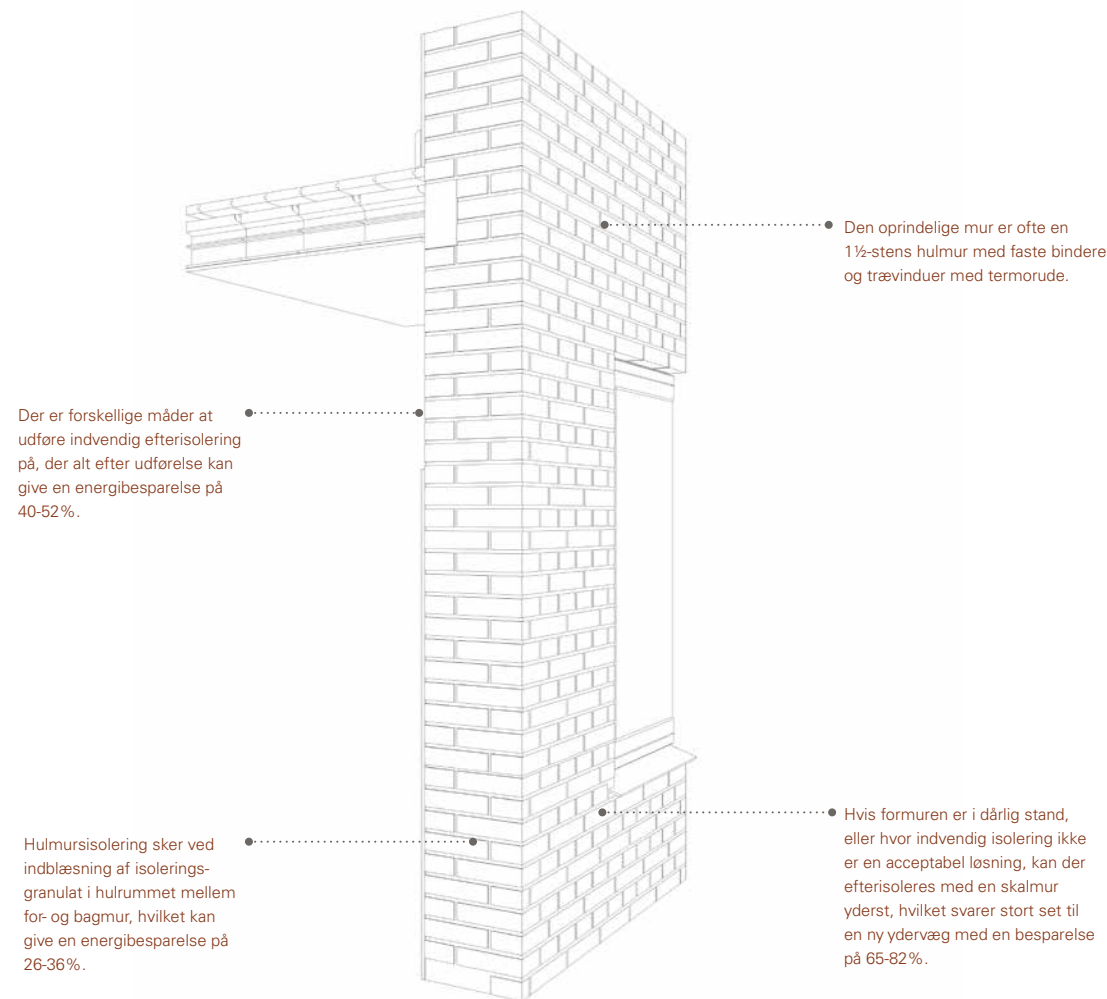 Den oprindelige mur er ofte en
1½-stens hulmur med faste bindere
og trævinduer med termorude.
Der er forskellige måder at
udføre indvendig efterisolering
på, der alt efter udførelse kan
give en energibesparelse på
40-52%.
Hulmursisolering sker ved
indblæsning af isolerings-
granulat i hulrummet mellem
for- og bagmur, hvilket kan
give en energibesparelse på
26-36%.
Hvis formuren er i dårlig stand,
eller hvor indvendig isolering ikke
er en acceptabel løsning, kan der
efterisoleres med en skalmur
yderst, hvilket svarer stort set til
en ny ydervæg med en besparelse
på 65-82%.